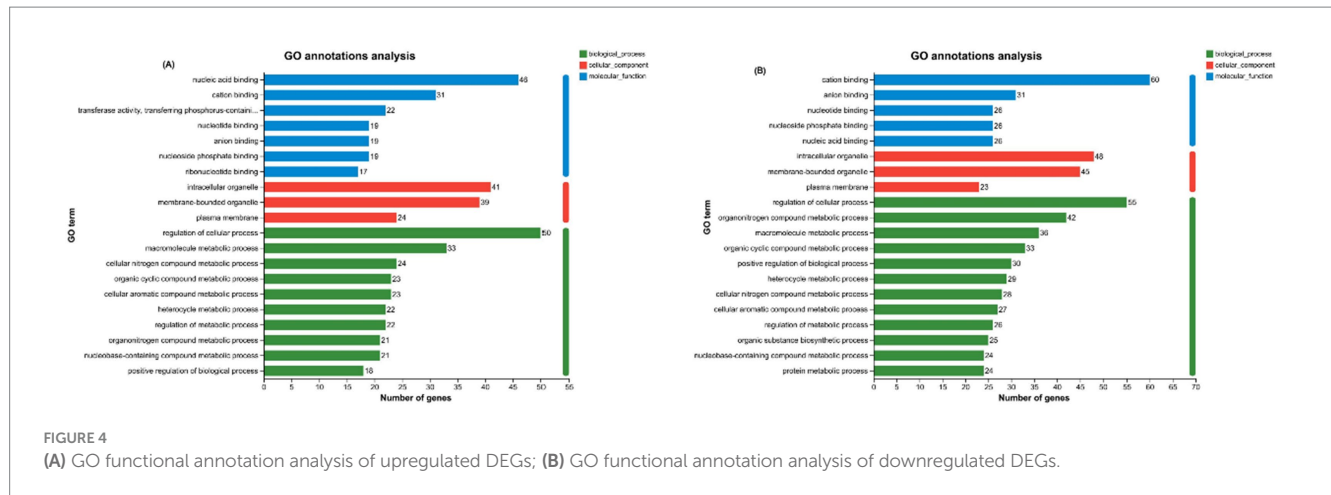 GO annotations analysis
(A)
biological_process
cellular_component
molecular_function
nucleic acid binding 46
cation binding 31
transferase activity, transferring phosphorus-containi... 22
nucleotide binding 19
anion binding 19
nucleoside phosphate binding 19
ribonucleotide binding 17
intracellular organelle 41
membrane-bounded organelle 39
plasma membrane 24
regulation of cellular process 50
macromolecule metabolic process 33
cellular nitrogen compound metabolic process 24
organic cyclic compound metabolic process 23
cellular aromatic compound metabolic process 23
heterocycle metabolic process 22
regulation of metabolic process 22
organonitrogen compound metabolic process 21
nucleobase-containing compound metabolic process 21
positive regulation of biological process 18
GO term
0 5 10 15 20 25 30 35 40 45 50 55
Number of genes
GO annotations analysis
(B)
biological_process
cellular_component
molecular_function
cation binding 60
anion binding 31
nucleotide binding 26
nucleoside phosphate binding 26
nucleic acid binding 26
intracellular organelle 48
membrane-bounded organelle 45
plasma membrane 23
regulation of cellular process 55
organonitrogen compound metabolic process 42
macromolecule metabolic process 36
organic cyclic compound metabolic process 33
positive regulation of biological process 30
heterocycle metabolic process 29
cellular nitrogen compound metabolic process 28
cellular aromatic compound metabolic process 27
regulation of metabolic process 26
organic substance biosynthetic process 25
nucleobase-containing compound metabolic process 24
protein metabolic process 24
GO term
0 5 10 15 20 25 30 35 40 45 50 55 60 65 70
Number of genes
FIGURE 4
(A) GO functional annotation analysis of upregulated DEGs; (B) GO functional annotation analysis of downregulated DEGs.